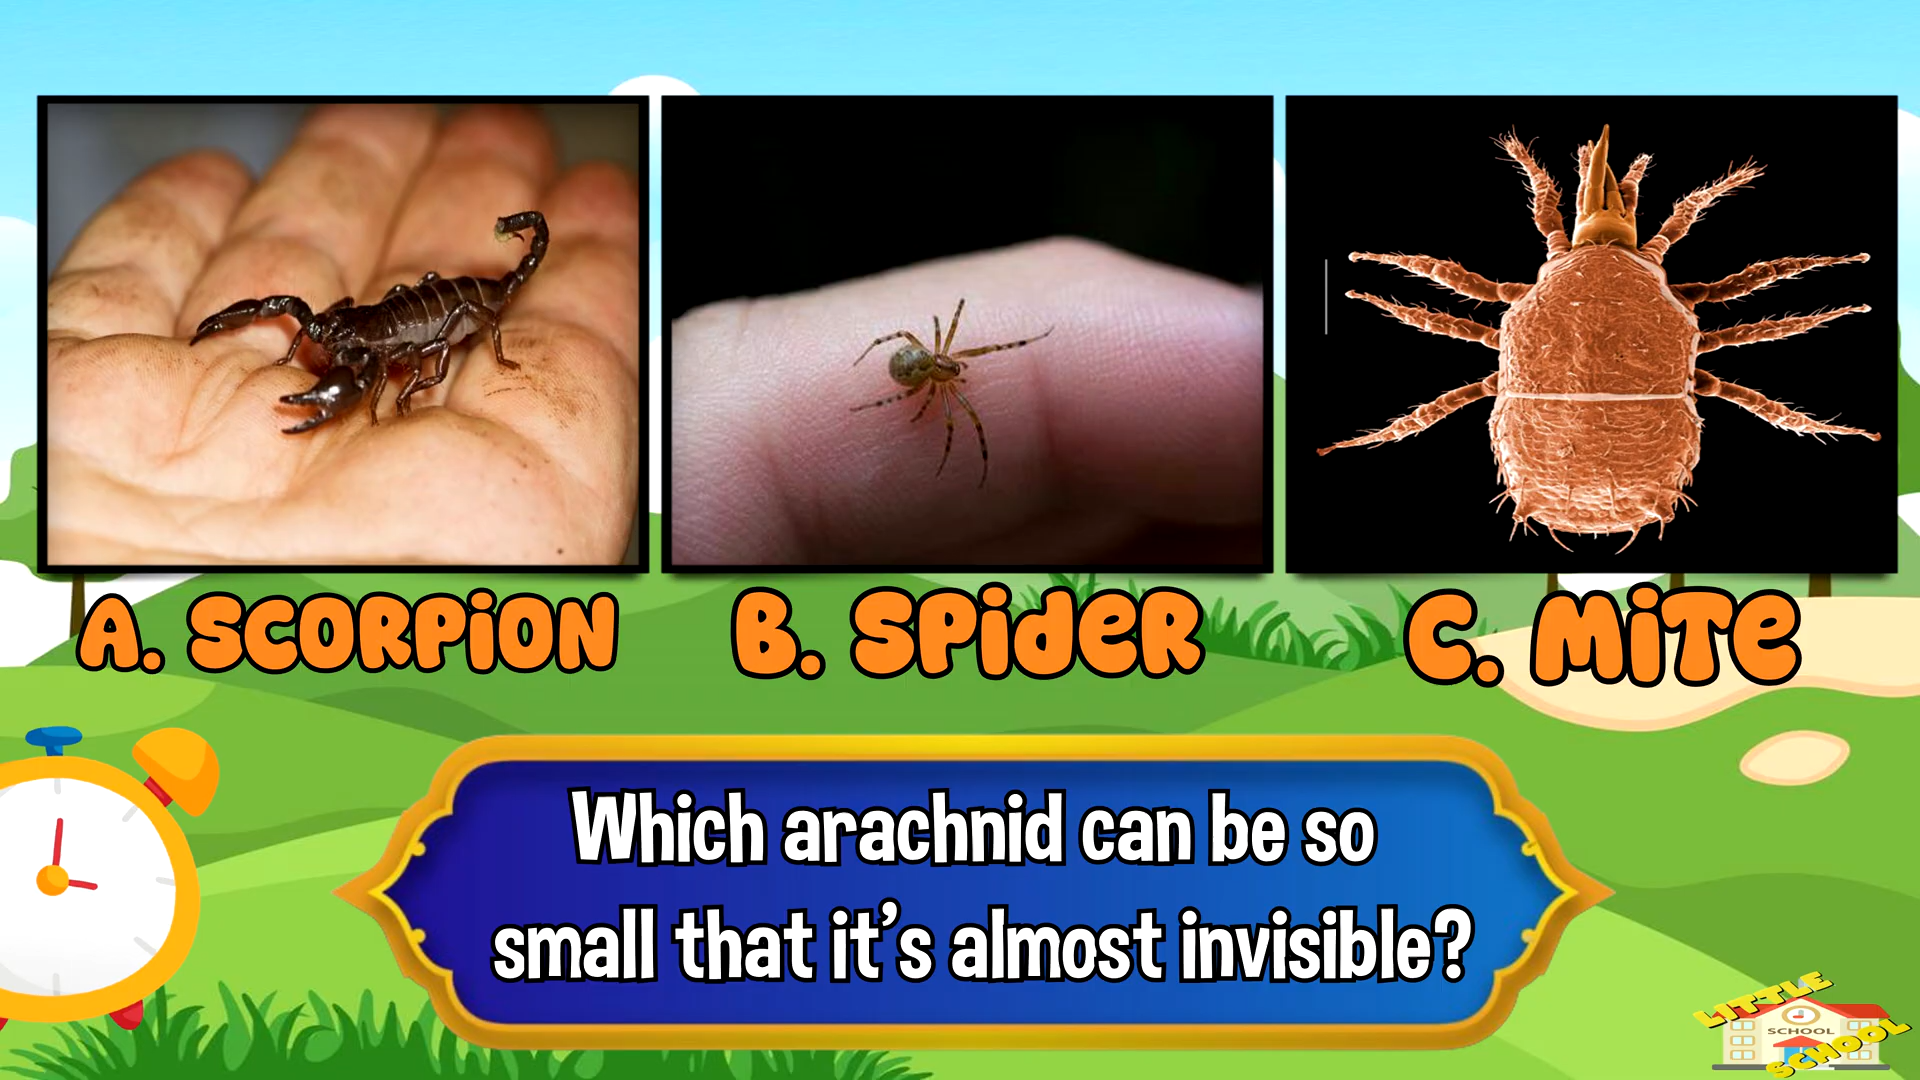 A. SCORPION
B. SPIDER
C. MITE
Which arachnid can be so
small that it's almost invisible?
LITTLE
SCHOOL
SCHOOL